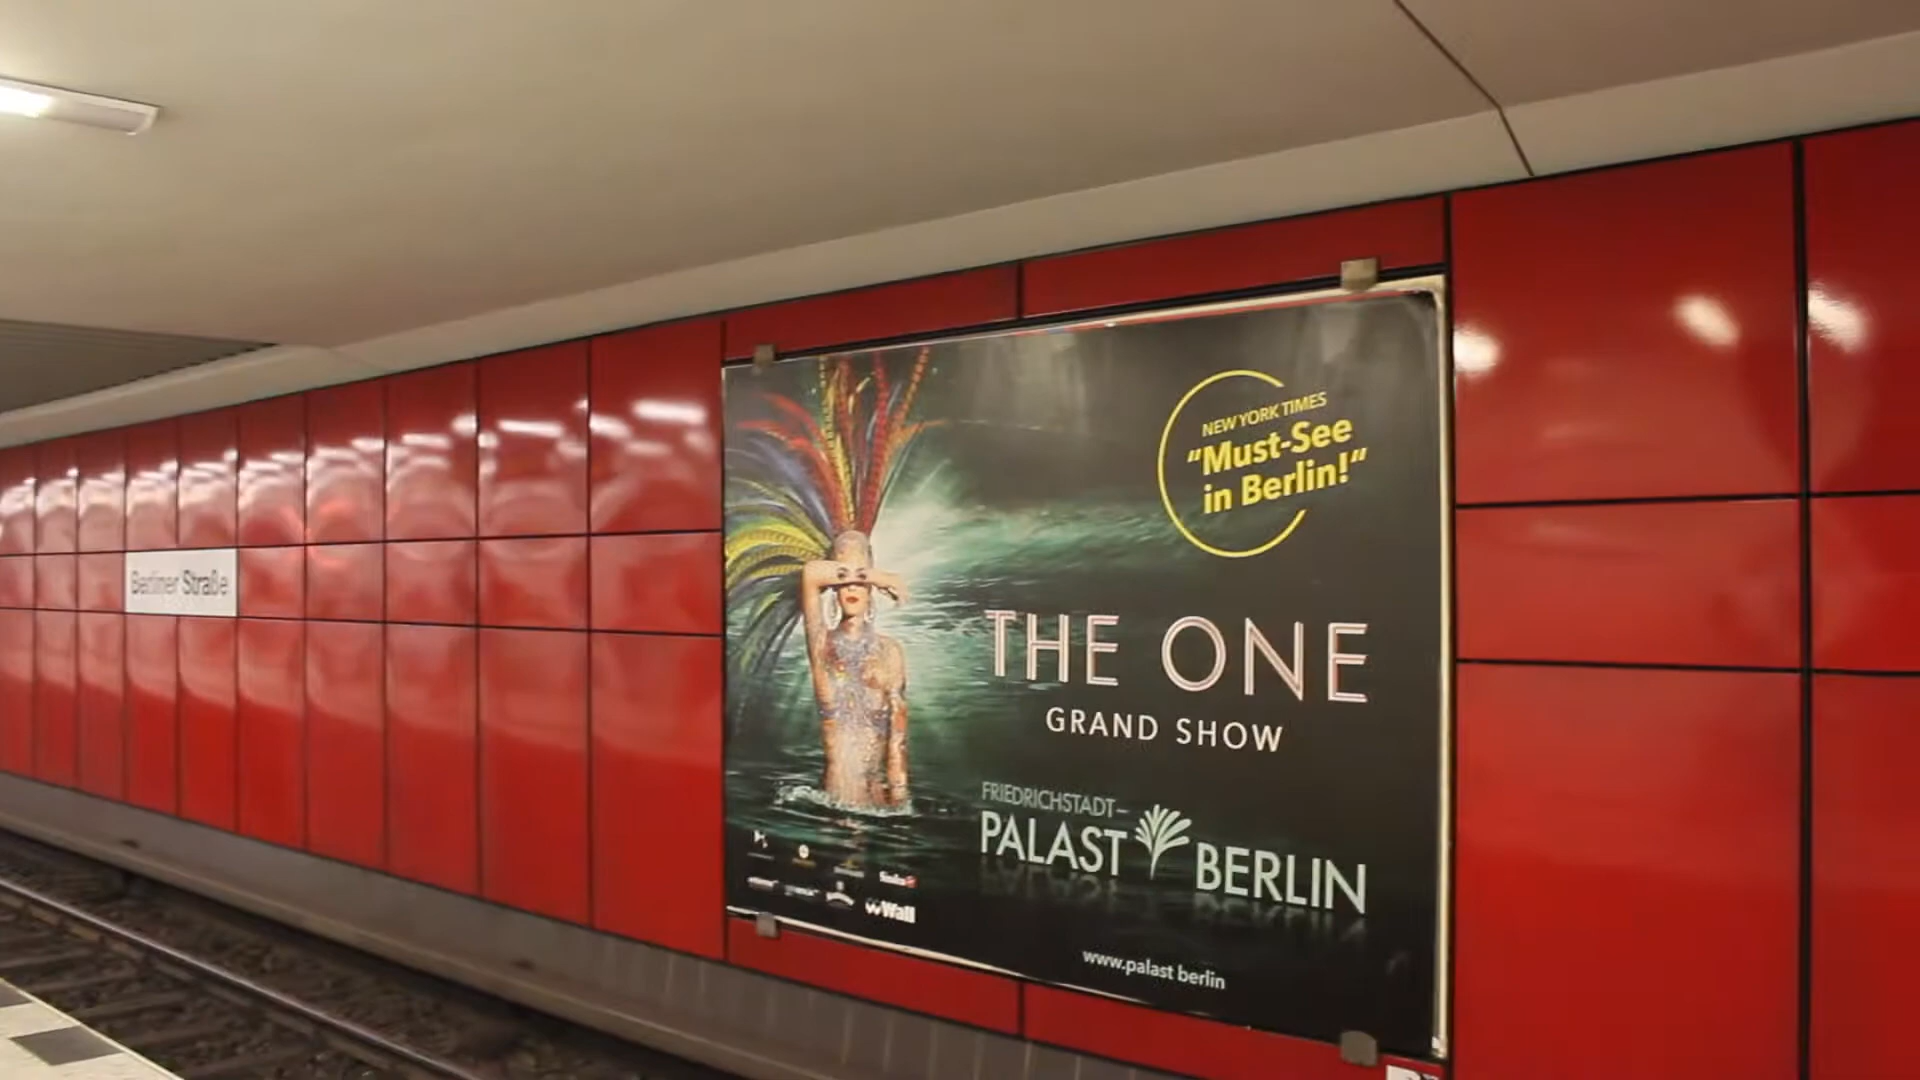 Berliner Straße
NEW YORK TIMES
“Must-See
in Berlin!“
THE ONE
GRAND SHOW
FRIEDRICHSTADT–
PALAST BERLIN
Wall
www.palast.berlin